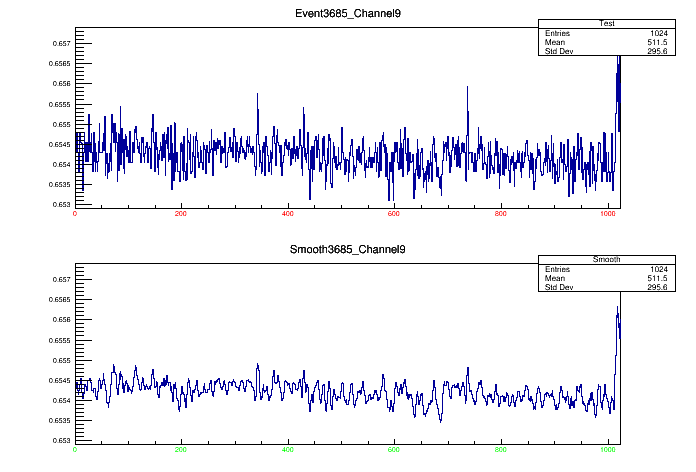 Event3685_Channel9
Test
Entries 1024
Mean 511.5
Std Dev 295.6
0.657
0.6565
0.656
0.6555
0.655
0.6545
0.654
0.6535
0.653
0 200 400 600 800 1000
Smooth3685_Channel9
Smooth
Entries 1024
Mean 511.5
Std Dev 295.6
0.657
0.6565
0.656
0.6555
0.655
0.6545
0.654
0.6535
0.653
0 200 400 600 800 1000